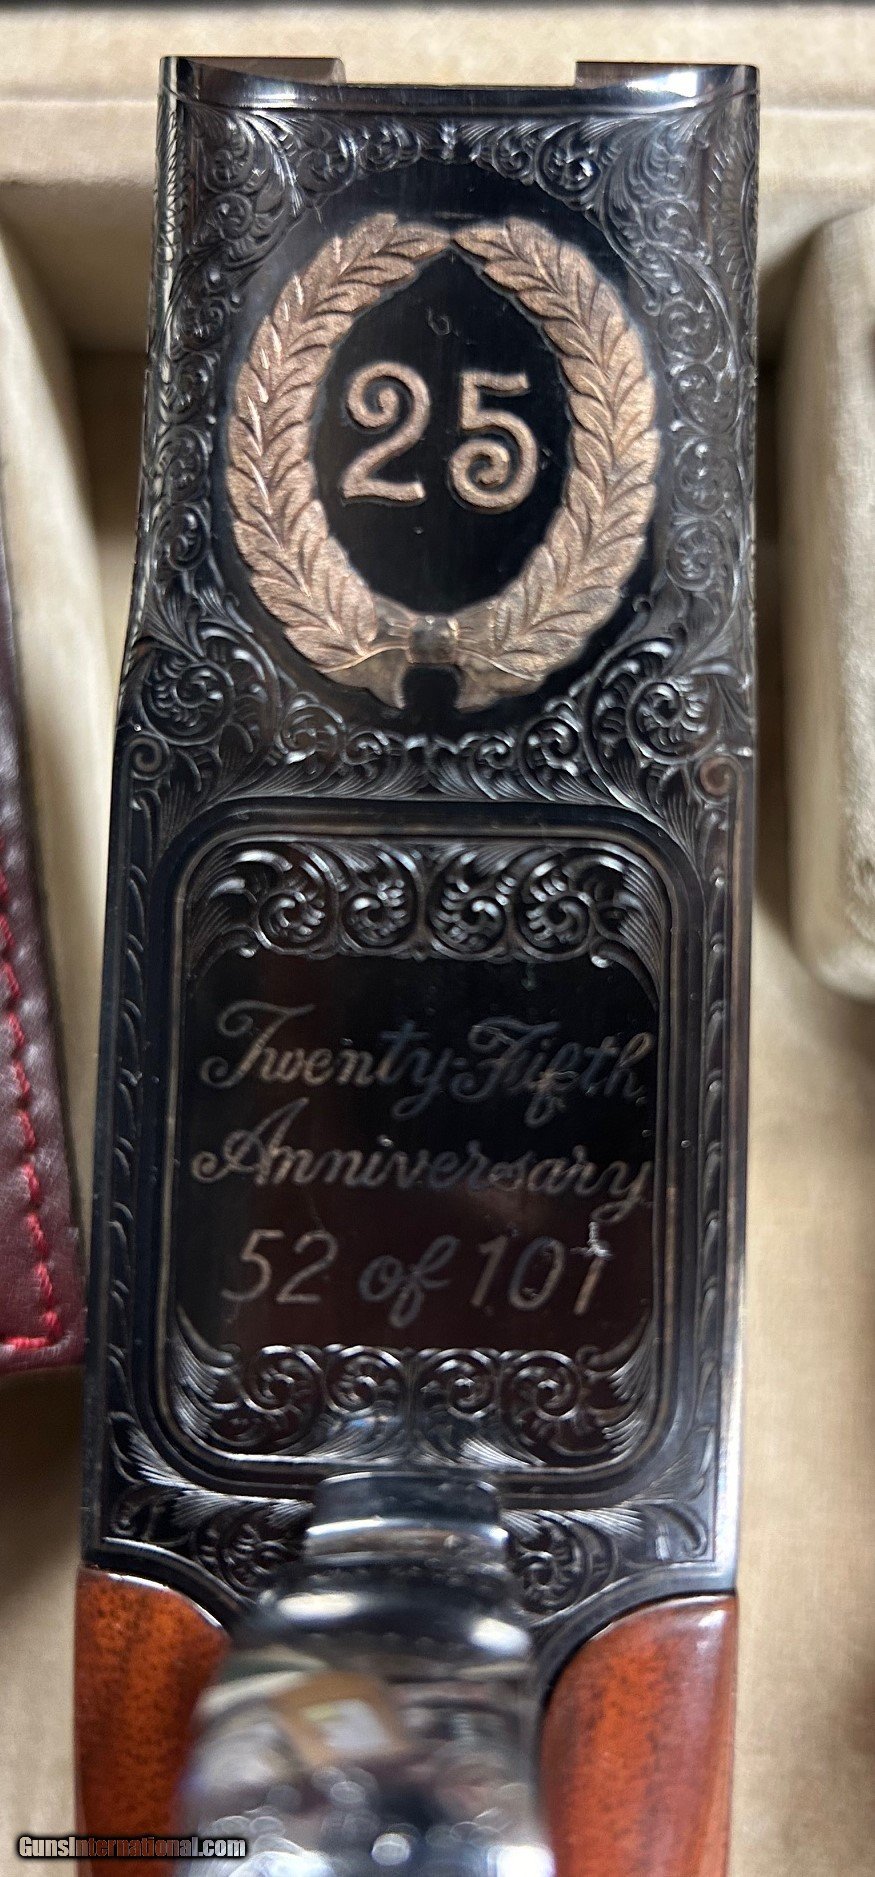 25
Twenty-Fifth
Anniversary
52 of 101
GunsInternational.com